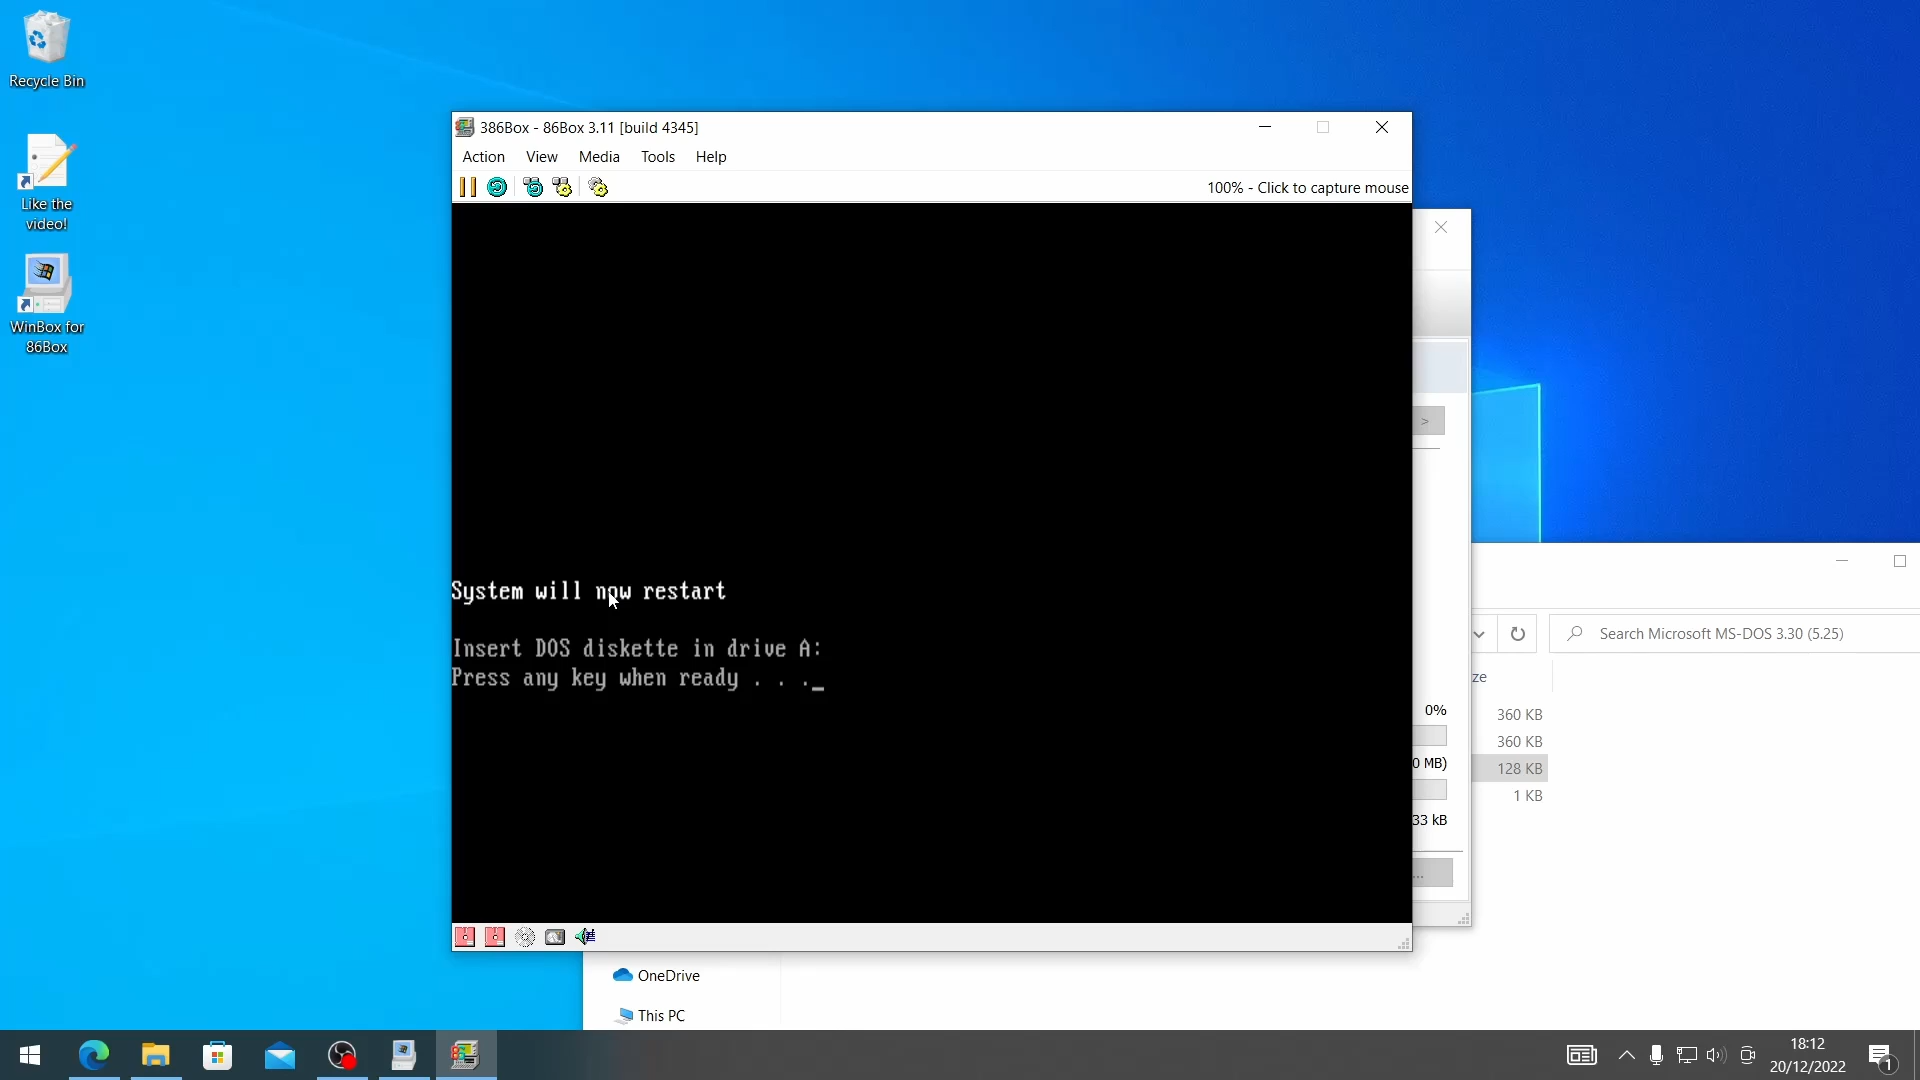 Recycle Bin
Like the
video!
WinBox for
86Box
386Box - 86Box 3.11 [build 4345]
Action View Media Tools Help
100% - Click to capture mouse
System will now restart
Insert DOS diskette in drive A:
Press any key when ready . . ._
>
0%
0 MB)
33 kB
...
Search Microsoft MS-DOS 3.30 (5.25)
ze
360 KB
360 KB
128 KB
1 KB
OneDrive
This PC
18:12
20/12/2022
1